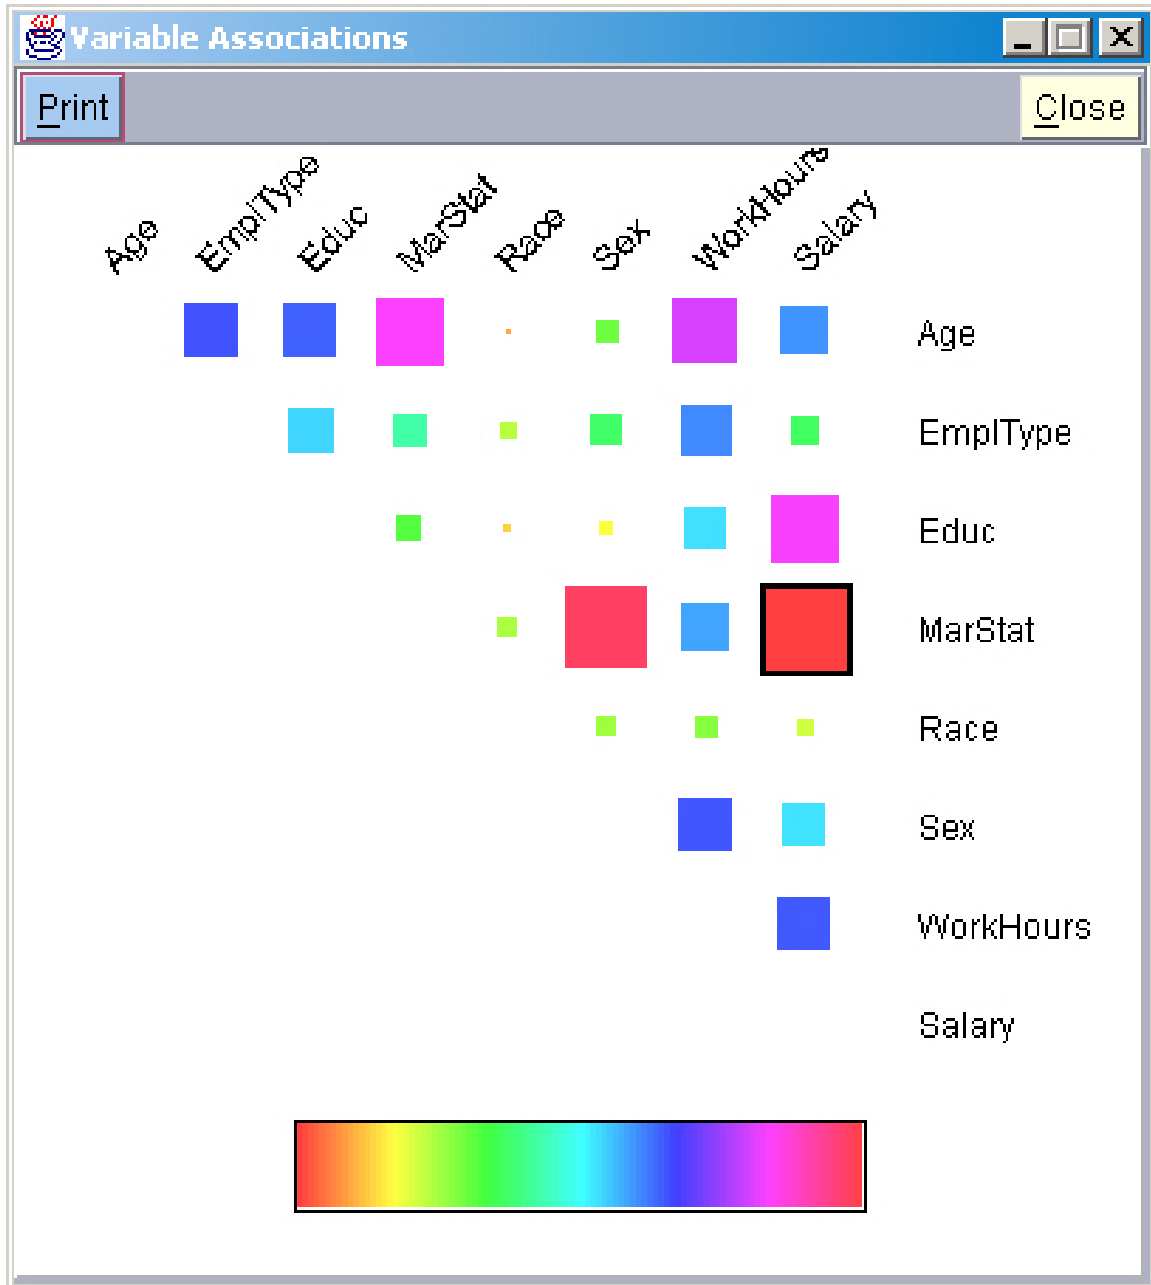 Variable Associations
Print
Close
Age
EmplType
Educ
MarStat
Race
Sex
WorkHours
Salary
Age
EmplType
Educ
MarStat
Race
Sex
WorkHours
Salary